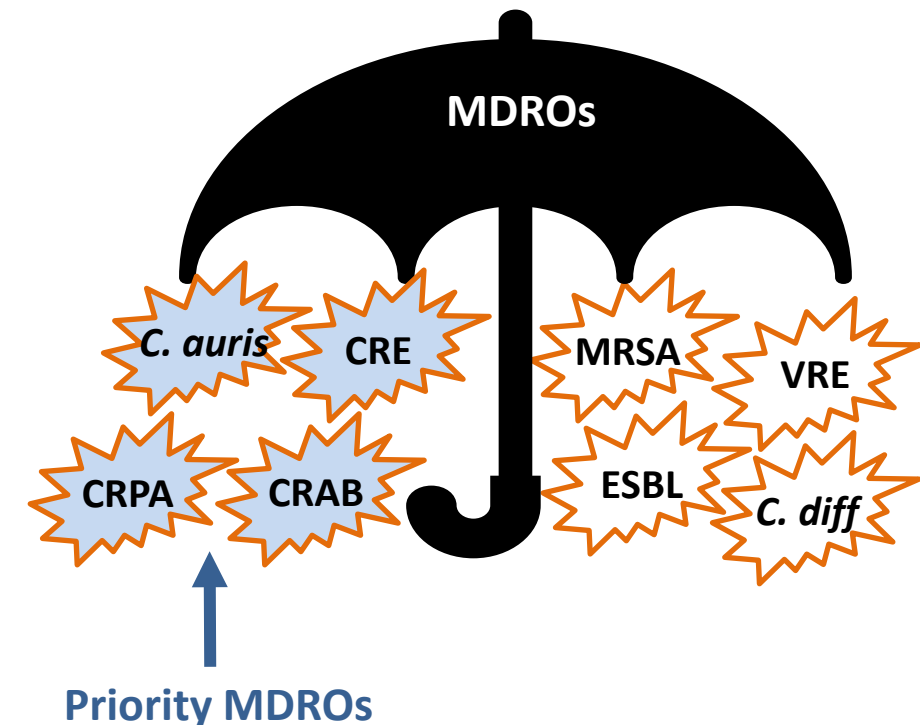 MDROs
C. auris
CRE
MRSA
VRE
CRPA
CRAB
ESBL
C. diff
Priority MDROs